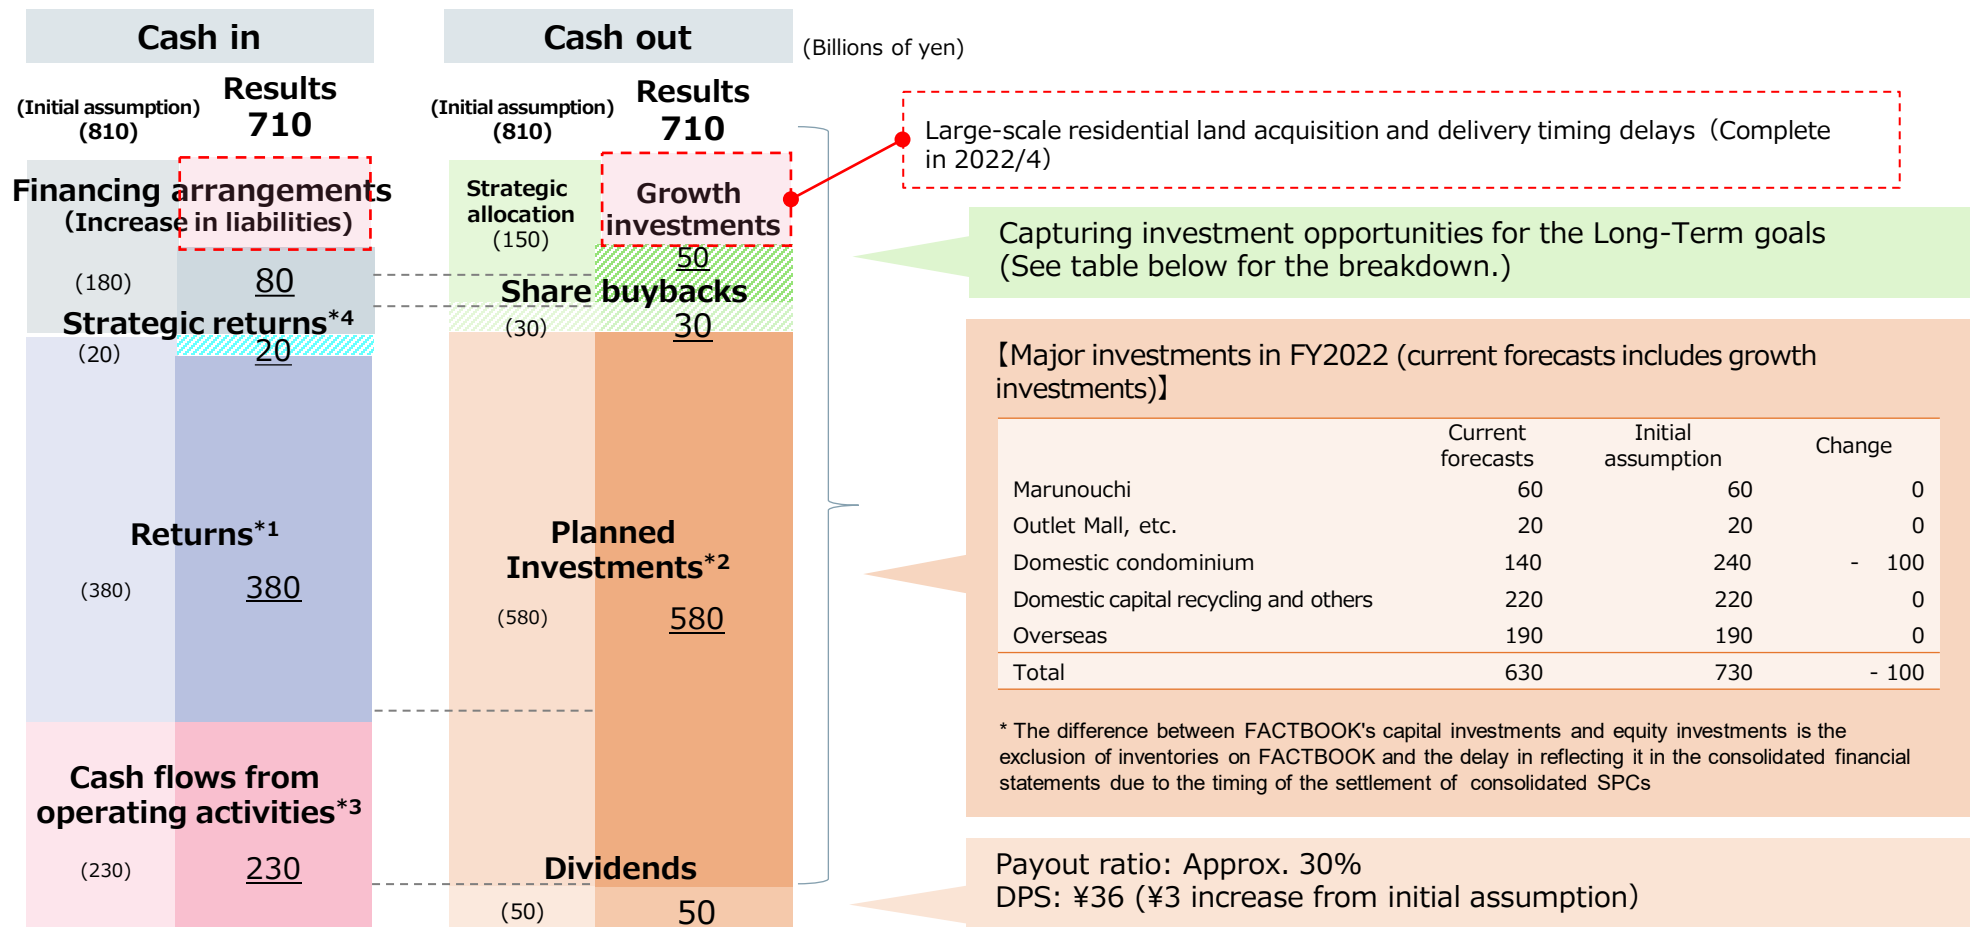 Cash in
Cash out
(Billions of yen)
(Initial assumption)
(810)
Results
710
(Initial assumption)
(810)
Results
710
Financing arrangements
(Increase in liabilities)
(180)
80
Strategic returns*4
(20)
20
Returns*1
(380)
380
Cash flows from
operating activities*3
(230)
230
Strategic
allocation
(150)
Growth
investments
50
Share buybacks
(30)
30
Planned
Investments*2
(580)
580
Dividends
(50)
50
Large-scale residential land acquisition and delivery timing delays（Complete
in 2022/4）
Capturing investment opportunities for the Long-Term goals
(See table below for the breakdown.)
【Major investments in FY2022 (current forecasts includes growth
investments)】
Current
forecasts
Initial
assumption
Change
Marunouchi 60 60 0
Outlet Mall, etc. 20 20 0
Domestic condominium 140 240 - 100
Domestic capital recycling and others 220 220 0
Overseas 190 190 0
Total 630 730 - 100
* The difference between FACTBOOK's capital investments and equity investments is the
exclusion of inventories on FACTBOOK and the delay in reflecting it in the consolidated financial
statements due to the timing of the settlement of consolidated SPCs
Payout ratio: Approx. 30%
DPS: ¥36 (¥3 increase from initial assumption）